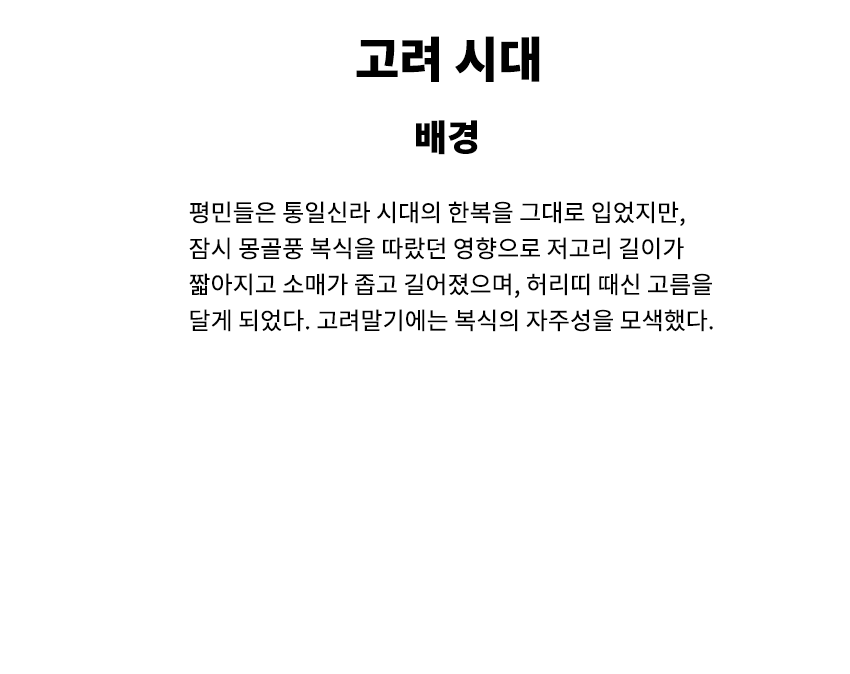 고려 시대
배경
평민들은 통일신라 시대의 한복을 그대로 입었지만,
잠시 몽골풍 복식을 따랐던 영향으로 저고리 길이가
짧아지고 소매가 좁고 길어졌으며, 허리띠 때신 고름을
달게 되었다. 고려말기에는 복식의 자주성을 모색했다.